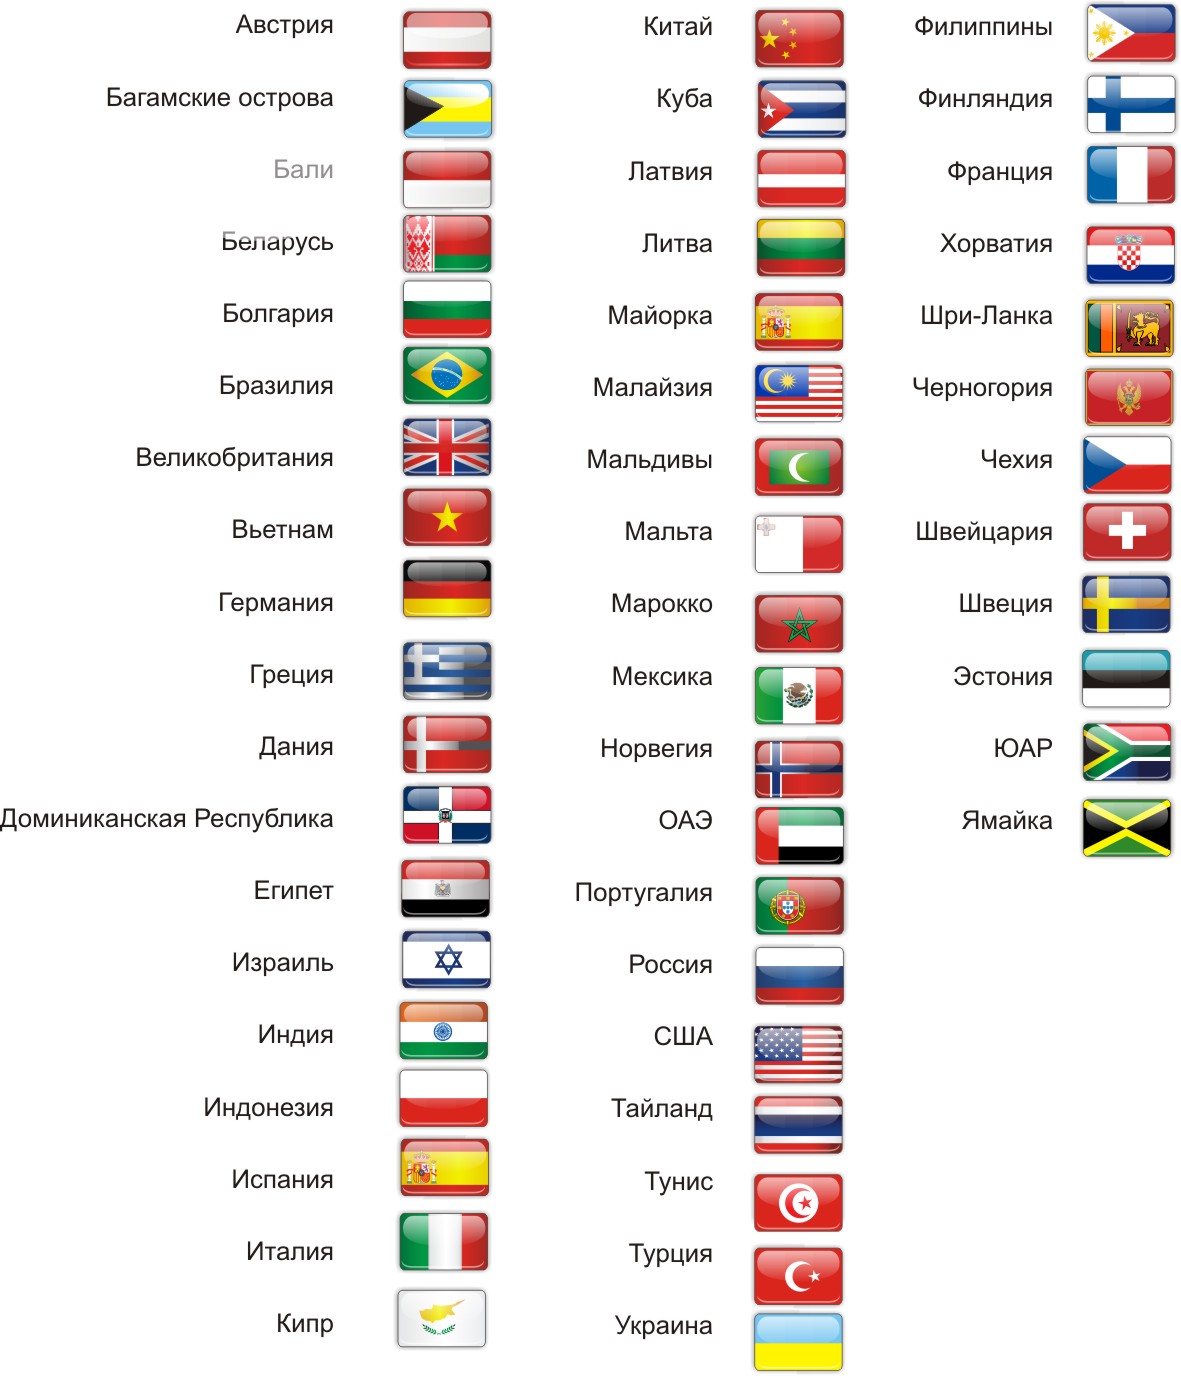 Австрия
Багамские острова
Бали
Беларусь
Болгария
Бразилия
Великобритания
Вьетнам
Германия
Греция
Дания
Доминиканская Республика
Египет
Израиль
Индия
Индонезия
Испания
Италия
Кипр
Китай
Куба
Латвия
Литва
Майорка
Малайзия
Мальдивы
Мальта
Марокко
Мексика
Норвегия
ОАЭ
Португалия
Россия
США
Тайланд
Тунис
Турция
Украина
Филиппины
Финляндия
Франция
Хорватия
Шри-Ланка
Черногория
Чехия
Швейцария
Швеция
Эстония
ЮАР
Ямайка